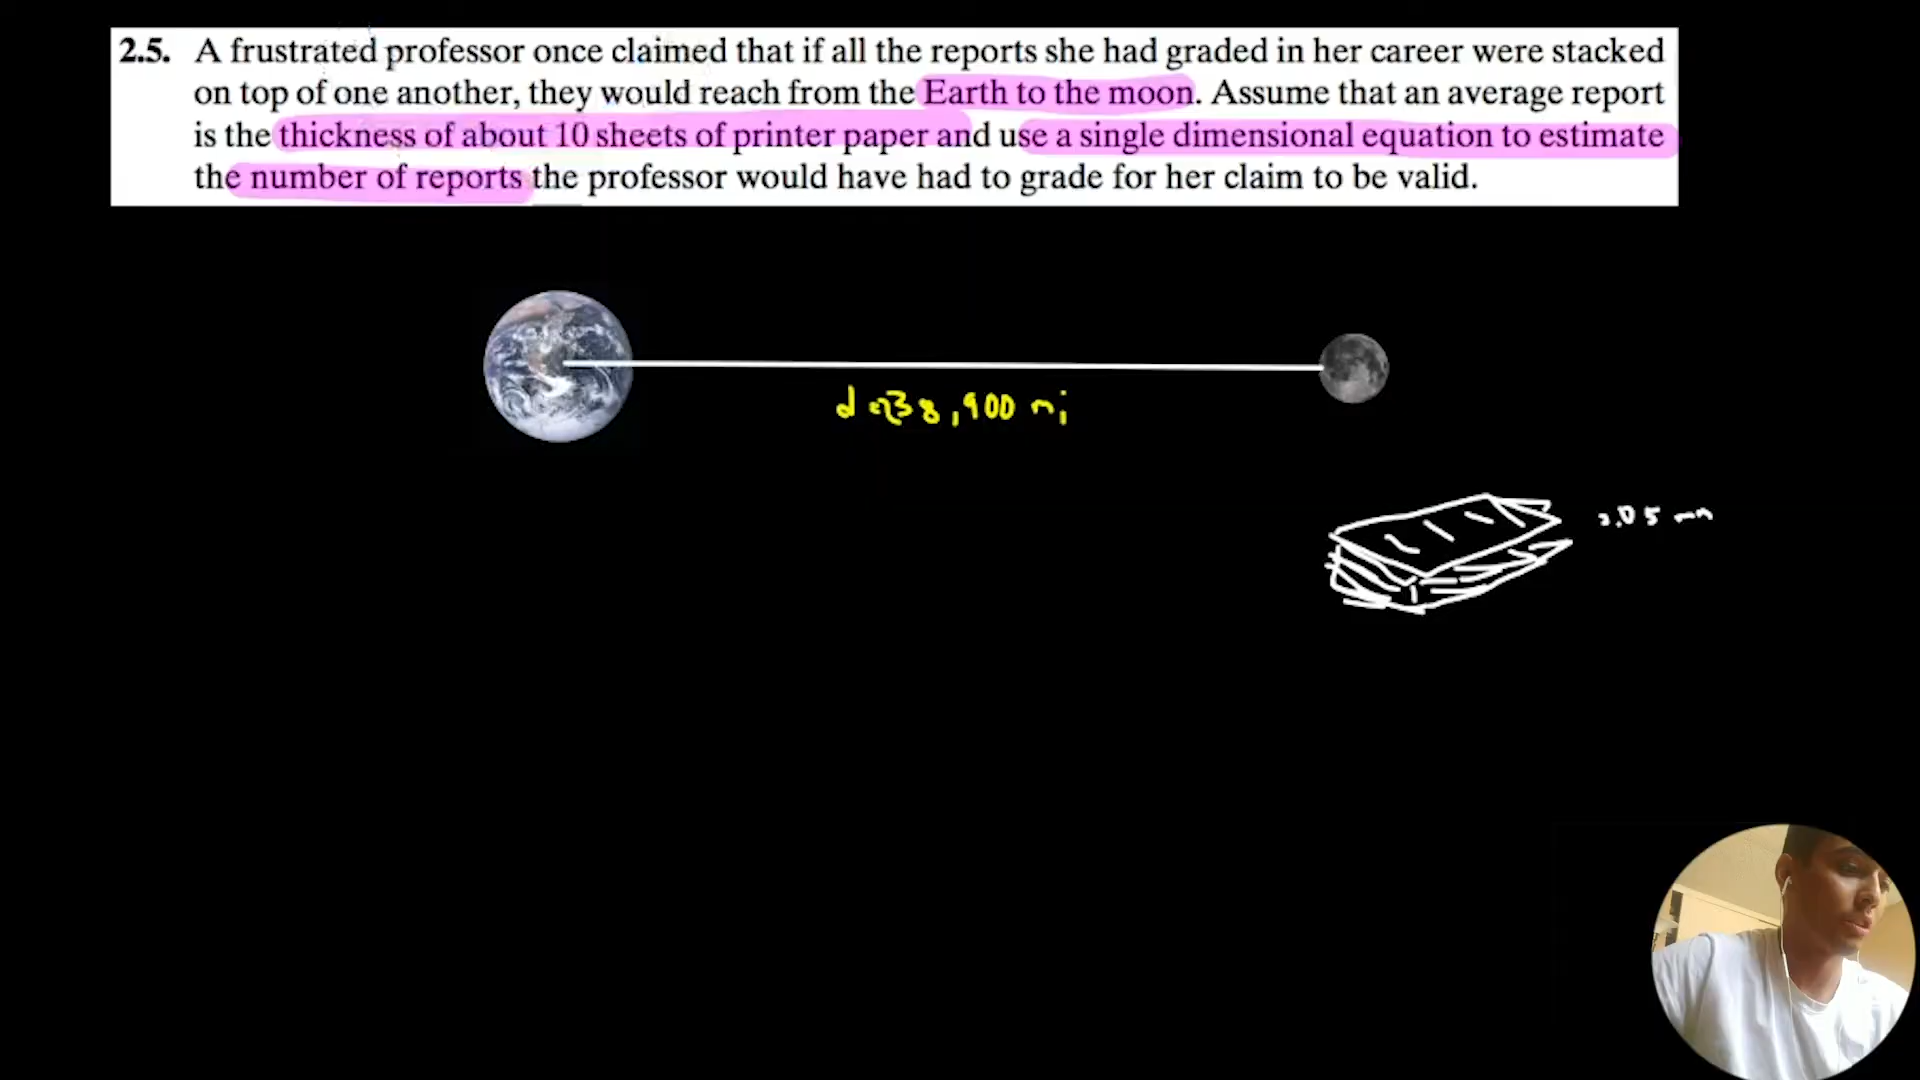 2.5. A frustrated professor once claimed that if all the reports she had graded in her career were stacked
on top of one another, they would reach from the Earth to the moon. Assume that an average report
is the thickness of about 10 sheets of printer paper and use a single dimensional equation to estimate
the number of reports the professor would have had to grade for her claim to be valid.
d = 238,900 mi
0.05 mm